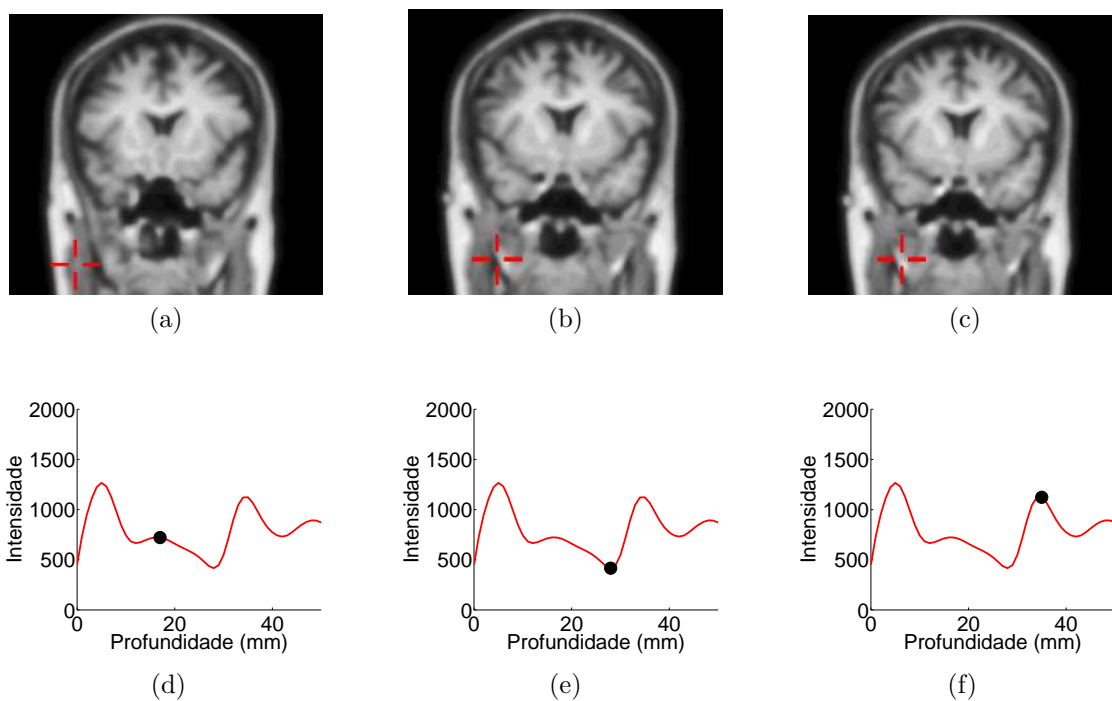 (a) (b) (c)
2000 2000 2000
1500 1500 1500
1000 1000 1000
500 500 500
0 0 0
Intensidade Intensidade Intensidade
0 20 40 0 20 40 0 20 40
Profundidade (mm) Profundidade (mm) Profundidade (mm)
(d) (e) (f)